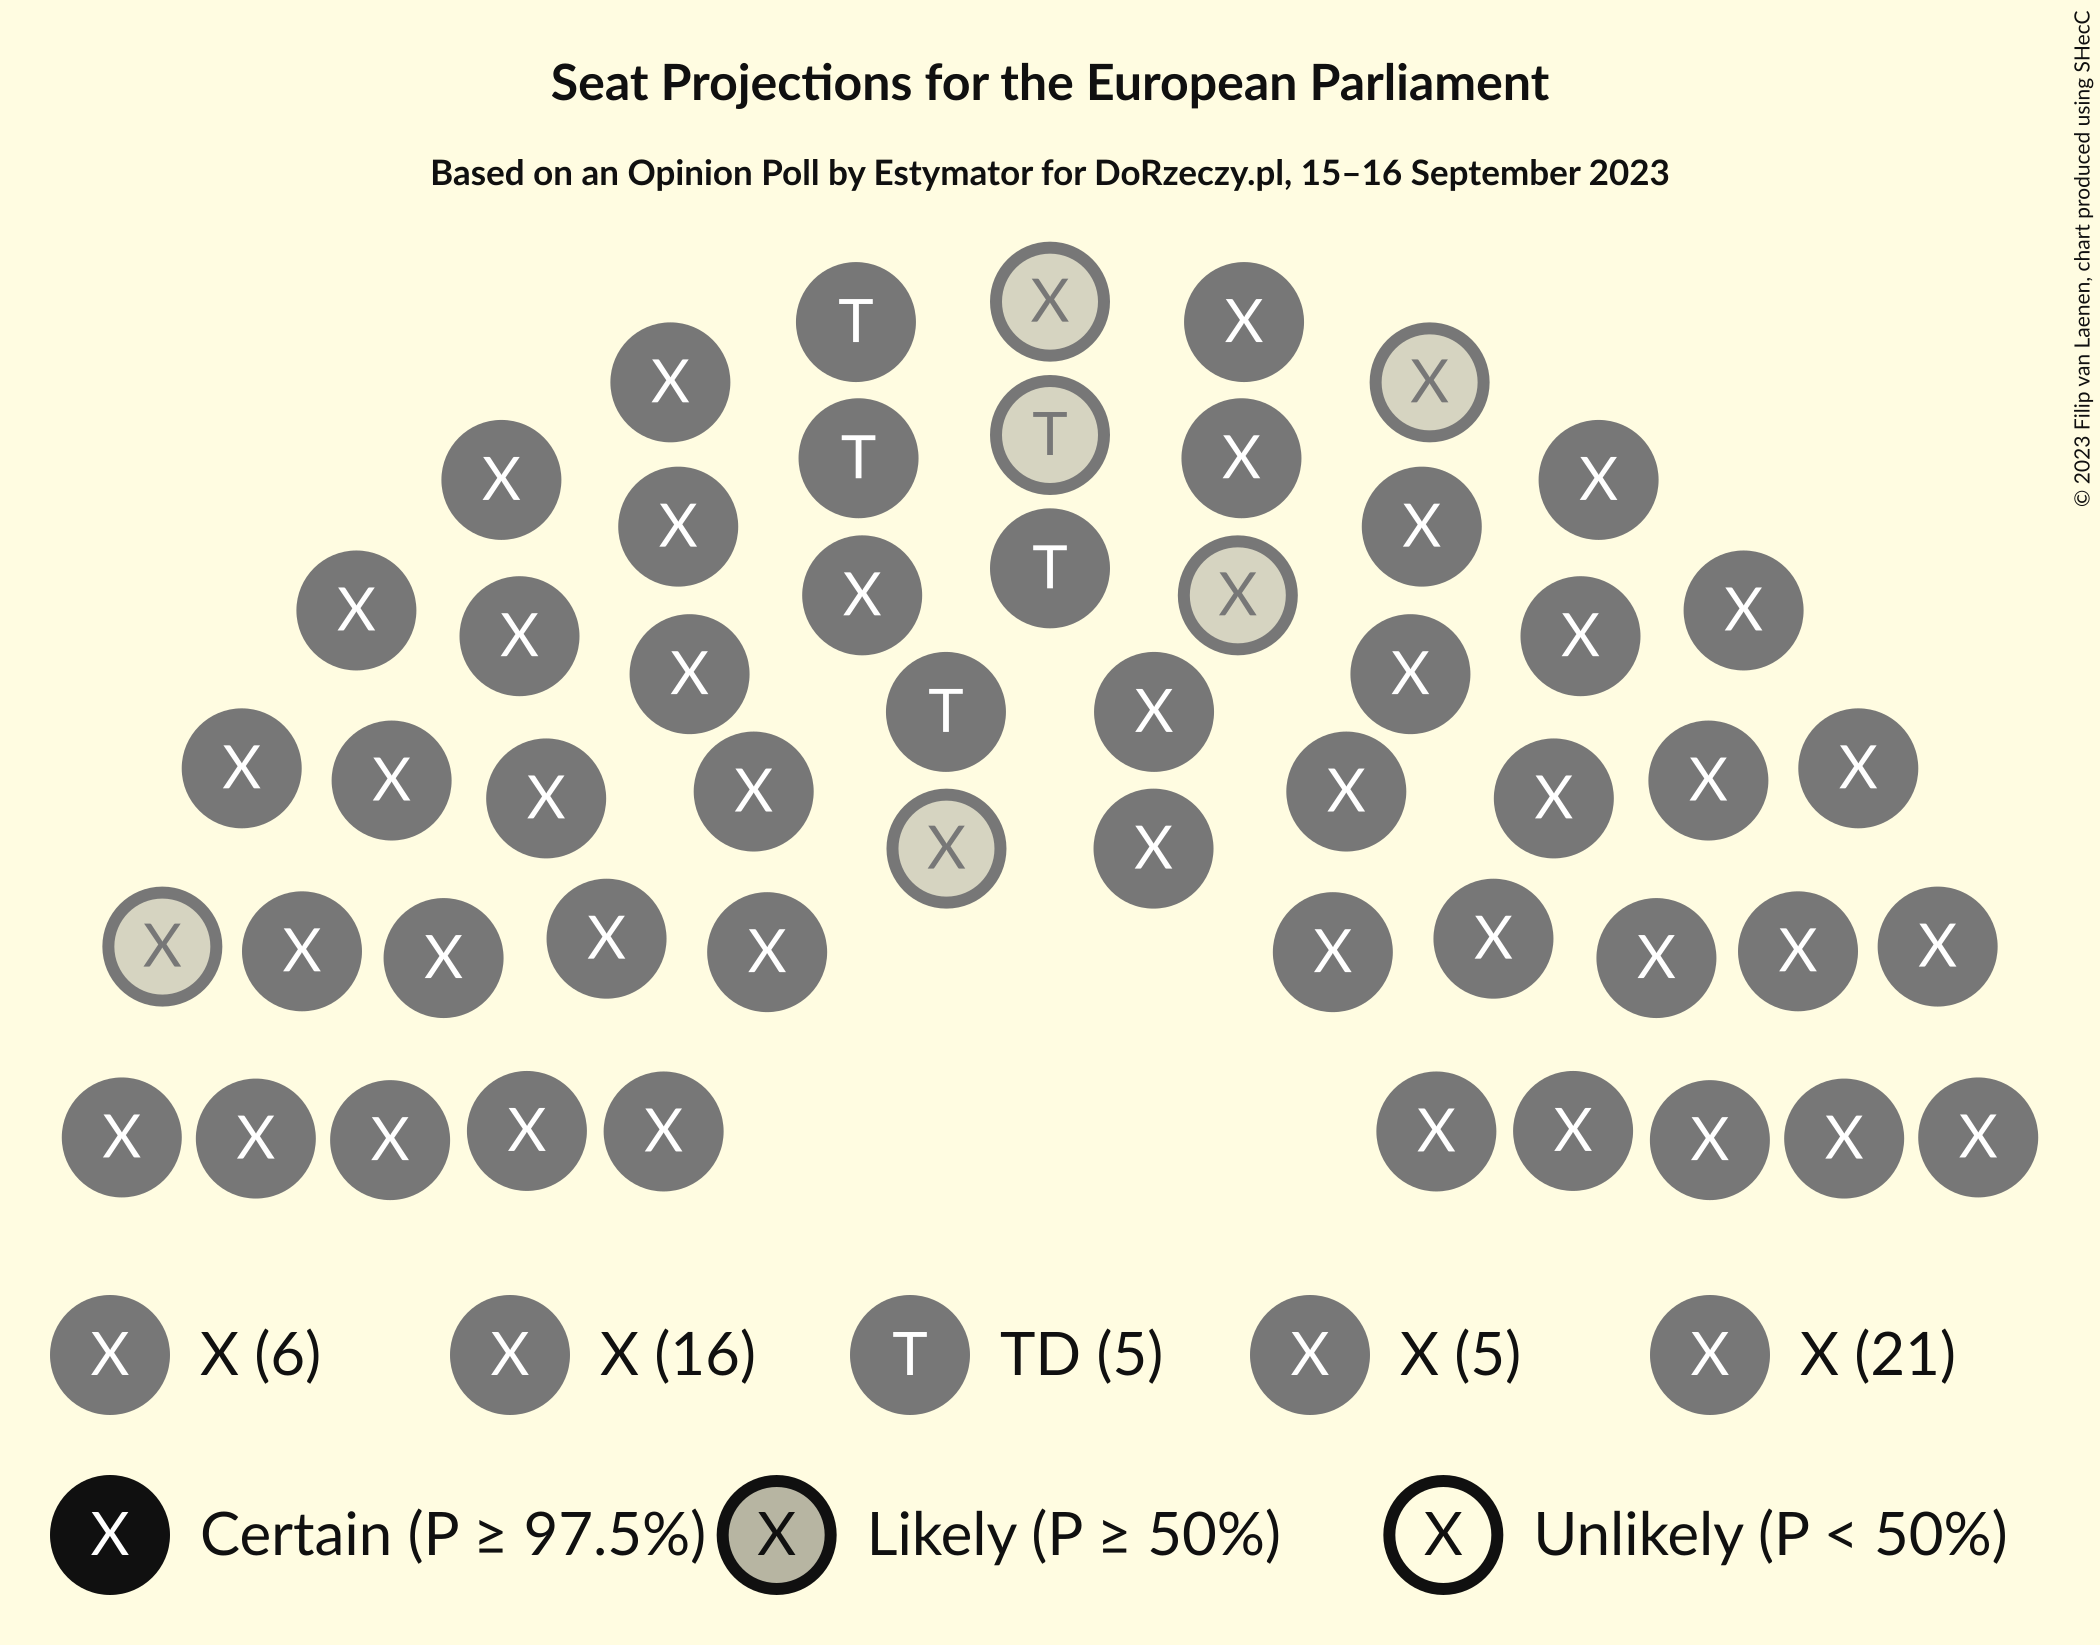 Seat Projections for the European Parliament
Based on an Opinion Poll by Estymator for DoRzeczy.pl, 15–16 September 2023
© 2023 Filip van Laenen, chart produced using SHecC
X
T X
X X
X T X
X T X X
X X
X T X
X X X X
X X
X T X
X X X X
X X X X
X X
X X X X
X X X X X X
X X X X X X X X X X
X X (6) X X (16) T TD (5) X X (5) X X (21)
X Certain (P ≥ 97.5%) X Likely (P ≥ 50%) X Unlikely (P < 50%)